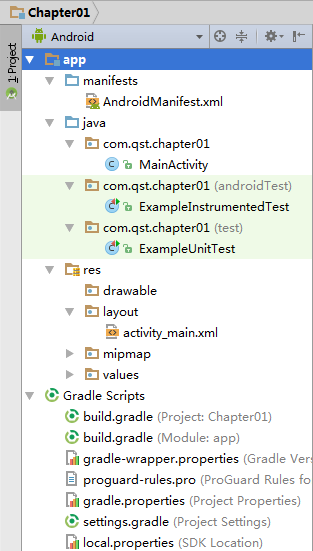 Chapter01
1: Project
Android
app
manifests
AndroidManifest.xml
java
com.qst.chapter01
MainActivity
com.qst.chapter01 (androidTest)
ExampleInstrumentedTest
com.qst.chapter01 (test)
ExampleUnitTest
res
drawable
layout
activity_main.xml
mipmap
values
Gradle Scripts
build.gradle (Project: Chapter01)
build.gradle (Module: app)
gradle-wrapper.properties (Gradle Vers
proguard-rules.pro (ProGuard Rules fo
gradle.properties (Project Properties)
settings.gradle (Project Settings)
local.properties (SDK Location)